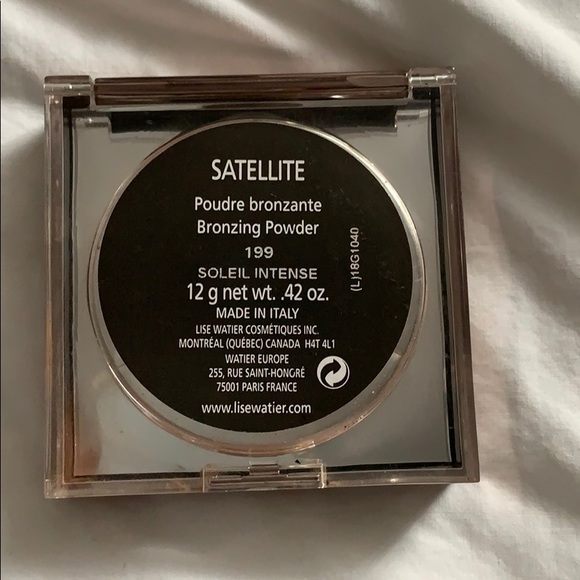 SATELLITE
Poudre bronzante
Bronzing Powder
199
SOLEIL INTENSE
12 g net wt. .42 oz.
MADE IN ITALY
LISE WATIER COSMÉTIQUES INC.
MONTRÉAL (QUÉBEC) CANADA H4T 4L1
WATIER EUROPE
255, RUE SAINT-HONGRÉ
75001 PARIS FRANCE
www.lisewatier.com
(L)18G1040